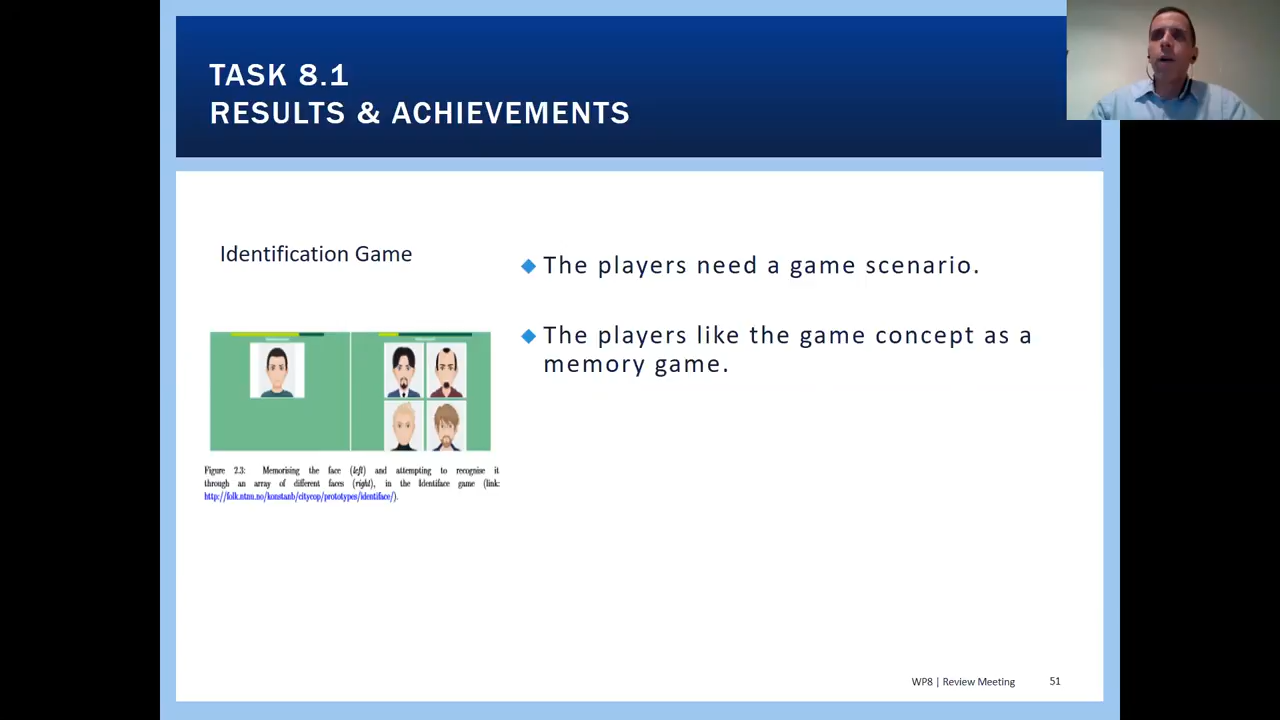 TASK 8.1
RESULTS & ACHIEVEMENTS
Identification Game
The players need a game scenario.
The players like the game concept as a
memory game.
Figure 2.3: Memorising the face (left) and attempting to recognise it
through an array of different faces (right), in the Identiface game (link:
http://folk.ntnu.no/konstanb/citycop/prototypes/identiface/).
WP8 | Review Meeting 51